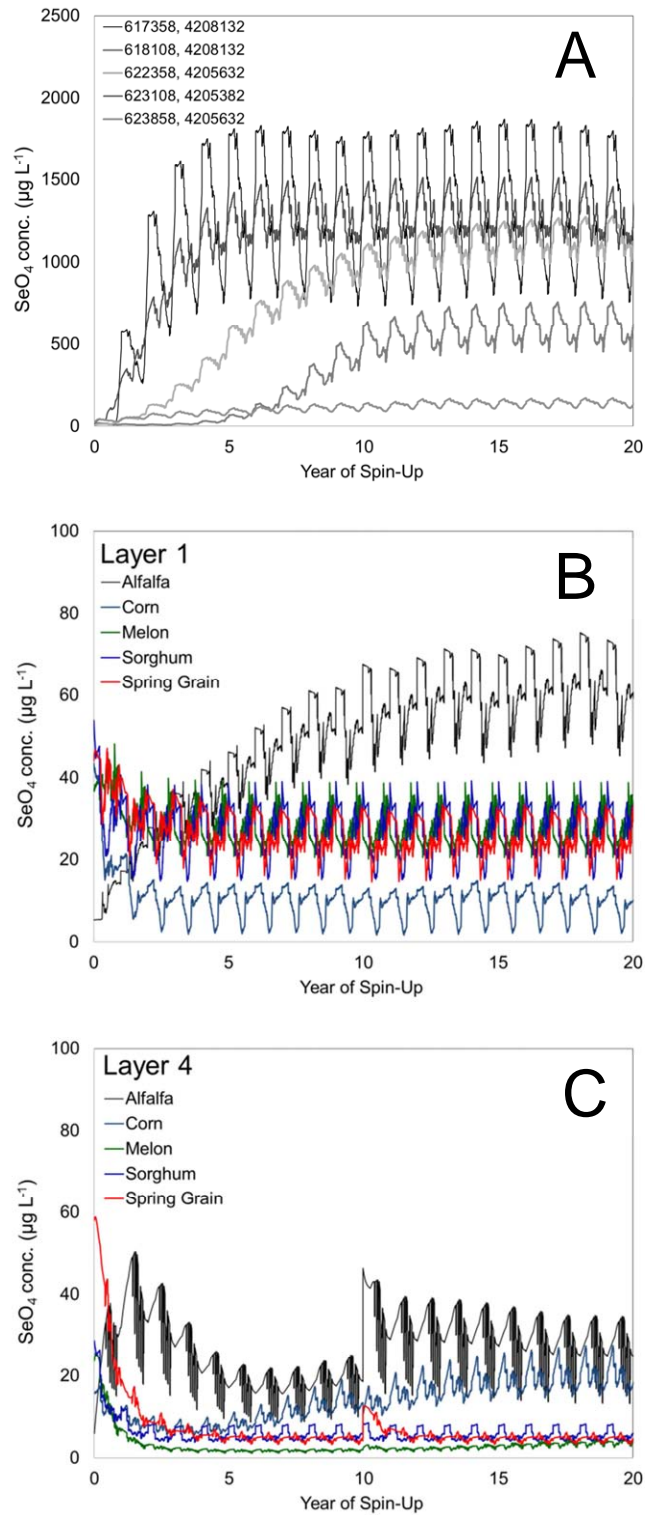 A
617358, 4208132
618108, 4208132
622358, 4205632
623108, 4205382
623858, 4205632
2500
2000
1500
1000
500
0
SeO4 conc. (µg L-1)
0 5 10 15 20
Year of Spin-Up
B
Layer 1
Alfalfa
Corn
Melon
Sorghum
Spring Grain
100
80
60
40
20
0
SeO4 conc. (µg L-1)
0 5 10 15 20
Year of Spin-Up
C
Layer 4
Alfalfa
Corn
Melon
Sorghum
Spring Grain
100
80
60
40
20
0
SeO4 conc. (µg L-1)
0 5 10 15 20
Year of Spin-Up